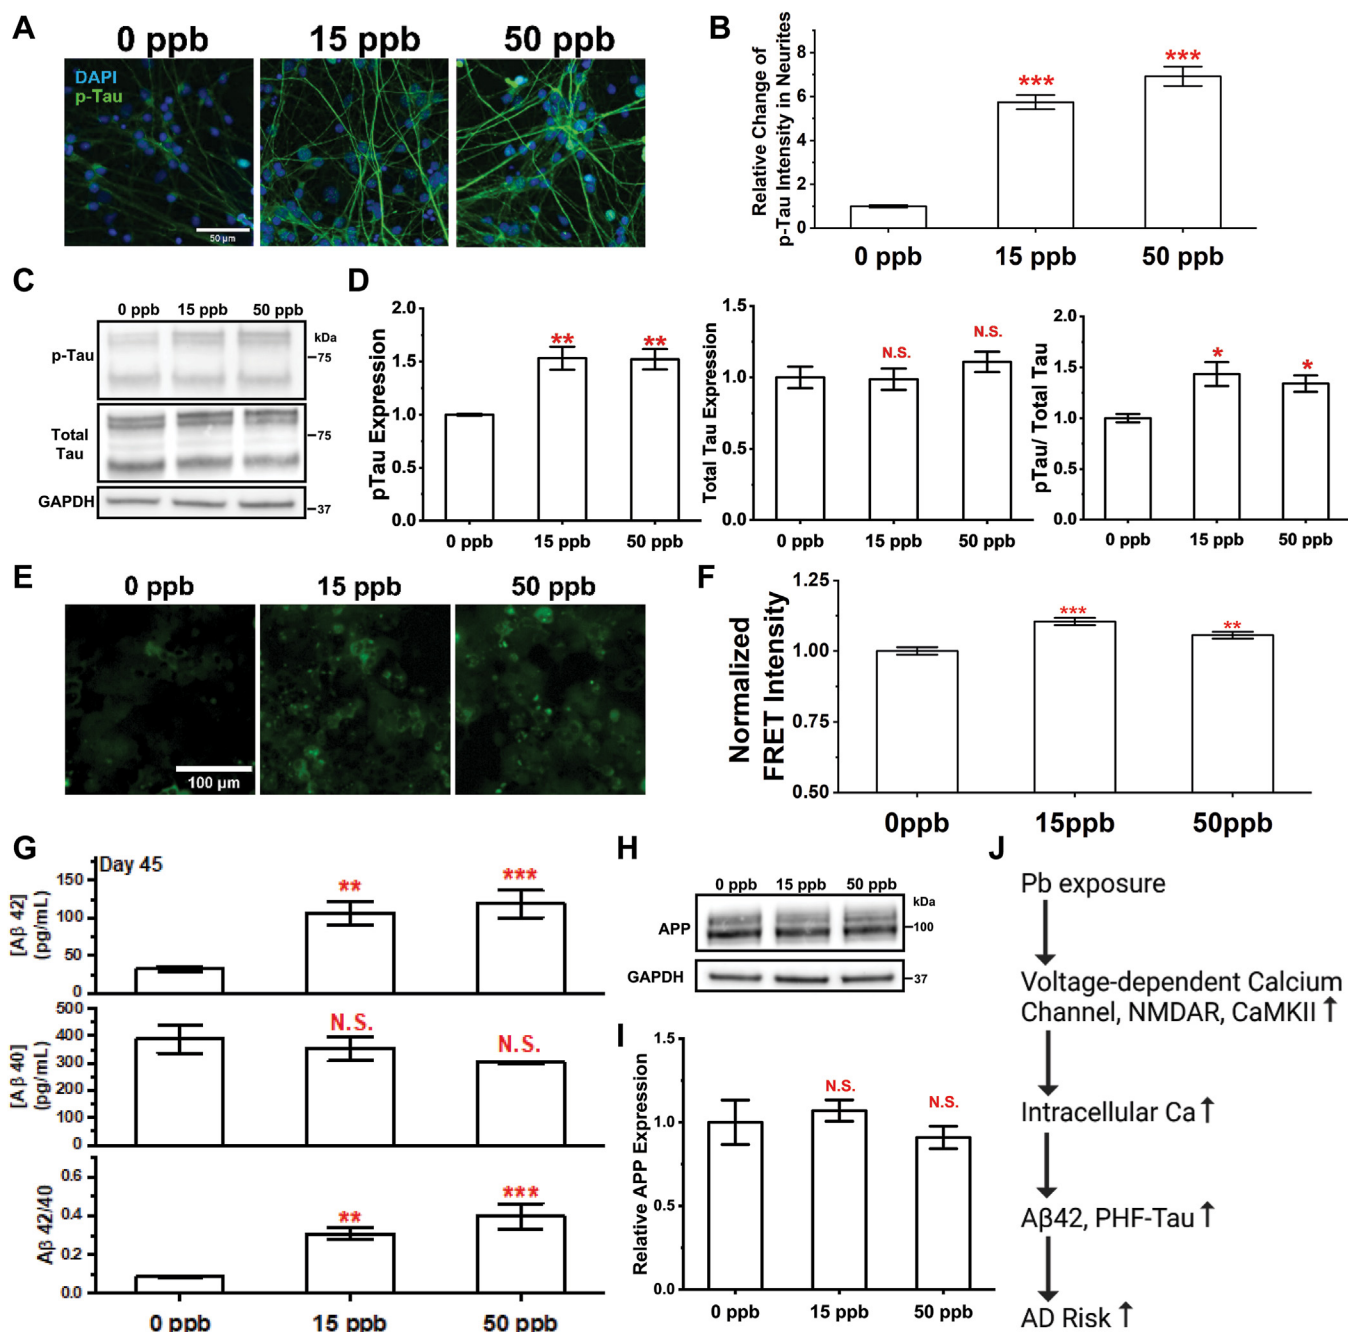 A
0 ppb
15 ppb
50 ppb
DAPI
p-Tau
50 µm
B
Relative Change of
p-Tau Intensity in Neurites
8
6
4
2
0
***
***
0 ppb
15 ppb
50 ppb
C
0 ppb
15 ppb
50 ppb
kDa
p-Tau
75
Total
Tau
75
GAPDH
37
D
pTau Expression
2.0
1.5
1.0
0.5
0.0
**
**
0 ppb
15 ppb
50 ppb
Total Tau Expression
1.5
1.0
0.5
0.0
N.S.
N.S.
0 ppb
15 ppb
50 ppb
pTau/ Total Tau
2.0
1.5
1.0
0.5
0.0
*
*
0 ppb
15 ppb
50 ppb
E
0 ppb
15 ppb
50 ppb
100 µm
F
Normalized
FRET Intensity
1.25
1.00
0.75
0.50
***
**
0ppb
15ppb
50ppb
G
Day 45
[Aβ 42]
(pg/mL)
150
100
50
0
**
***
[Aβ 40]
(pg/mL)
500
400
300
200
100
0
N.S.
N.S.
Aβ 42/40
0.6
0.4
0.2
0.0
**
***
0 ppb
15 ppb
50 ppb
H
0 ppb
15 ppb
50 ppb
kDa
APP
100
GAPDH
37
I
Relative APP Expression
1.5
1.0
0.5
0.0
N.S.
N.S.
0 ppb
15 ppb
50 ppb
J
Pb exposure
Voltage-dependent Calcium
Channel, NMDAR, CaMKII ↑
Intracellular Ca ↑
Aβ42, PHF-Tau ↑
AD Risk ↑